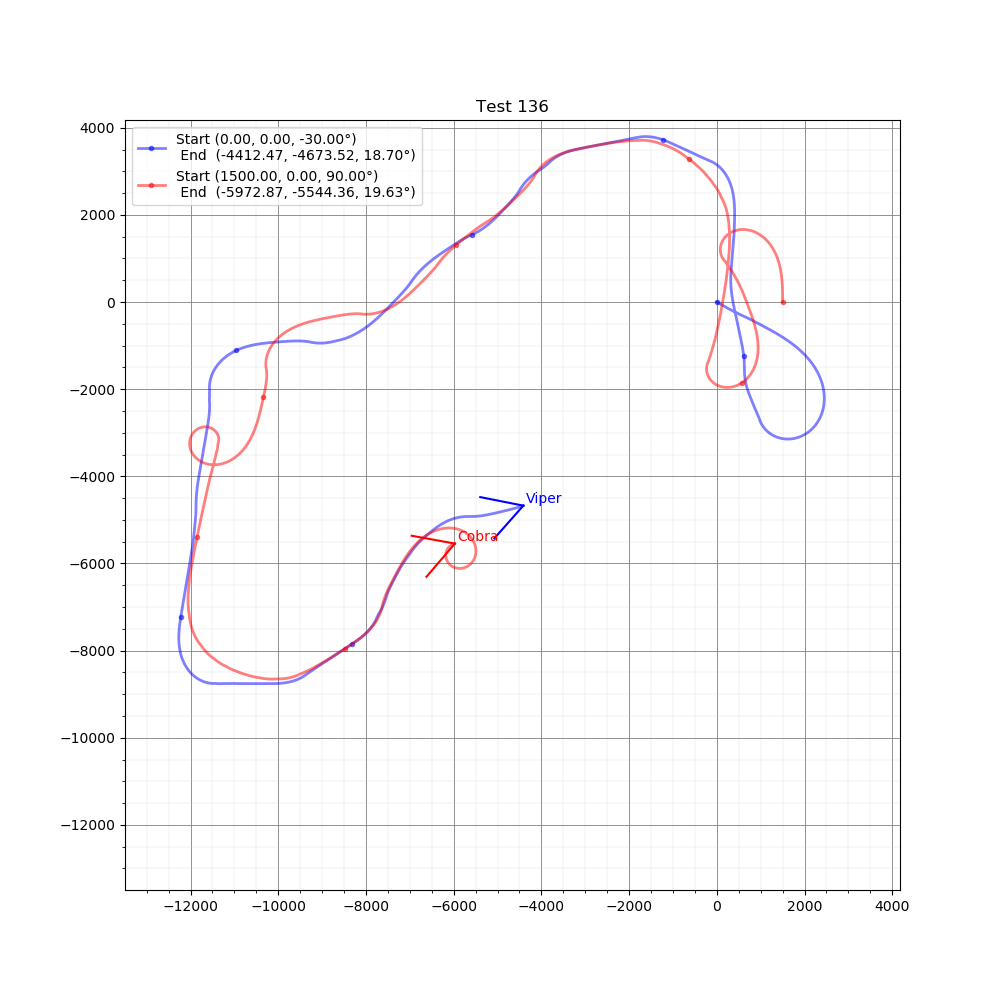 Test 136
Start (0.00, 0.00, -30.00°)
End (-4412.47, -4673.52, 18.70°)
Start (1500.00, 0.00, 90.00°)
End (-5972.87, -5544.36, 19.63°)
4000
2000
0
−2000
−4000
−6000
−8000
−10000
−12000
Viper
Cobra
−12000 −10000 −8000 −6000 −4000 −2000 0 2000 4000